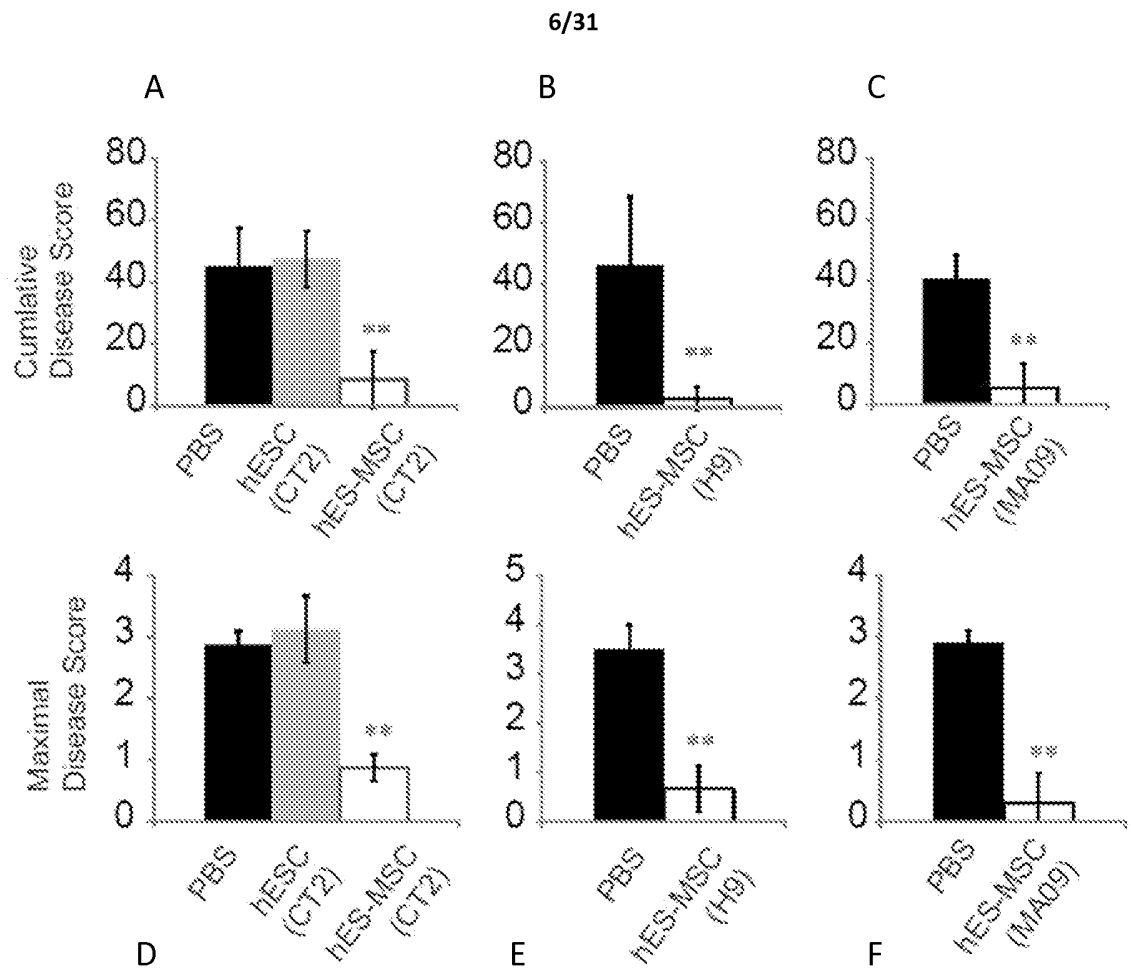 6/31
A
B
C
Cumlative
Disease Score
80
60
40
20
0
PBS
hESC
(CT2)
hES-MSC
(CT2)
**
80
60
40
20
0
PBS
hES-MSC
(H9)
**
80
60
40
20
0
PBS
hES-MSC
(MA09)
**
Maximal
Disease Score
4
3
2
1
0
PBS
hESC
(CT2)
hES-MSC
(CT2)
**
5
4
3
2
1
0
PBS
hES-MSC
(H9)
**
4
3
2
1
0
PBS
hES-MSC
(MA09)
**
D
E
F